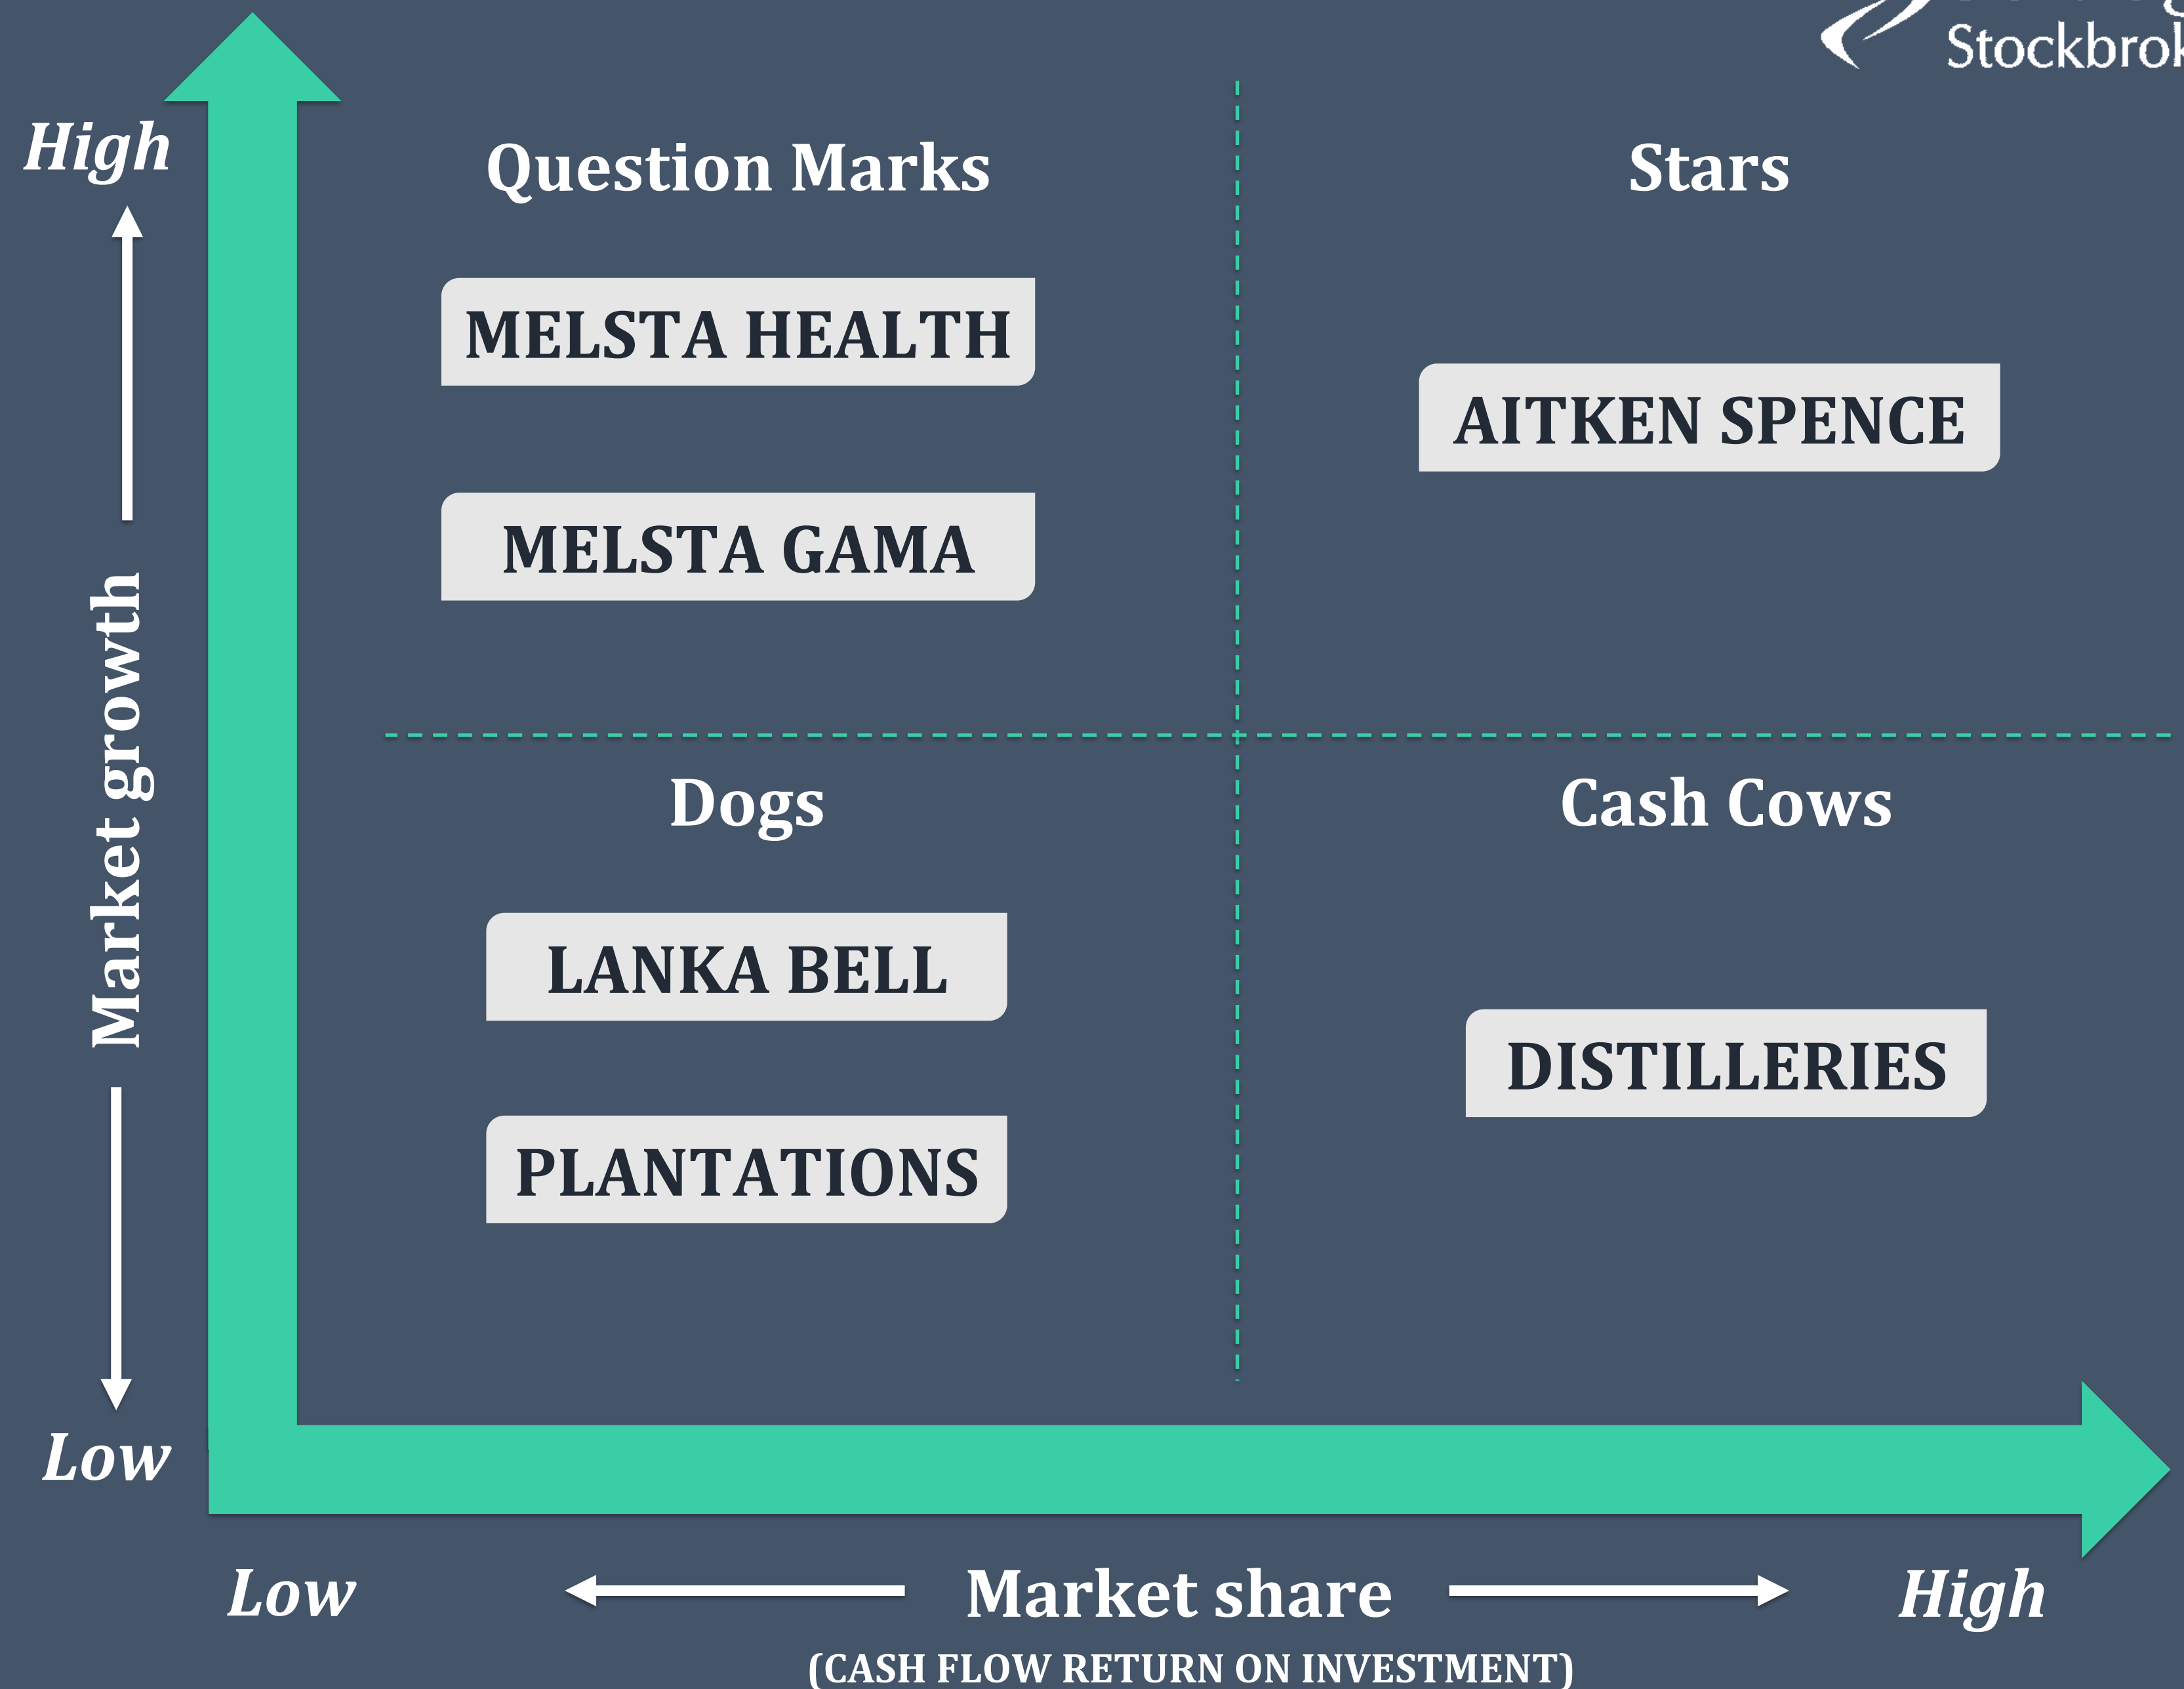 High
Question Marks
Stars
MELSTA HEALTH
AITKEN SPENCE
MELSTA GAMA
Market growth
Dogs
Cash Cows
LANKA BELL
DISTILLERIES
PLANTATIONS
Low
Low
Market share
High
(CASH FLOW RETURN ON INVESTMENT)